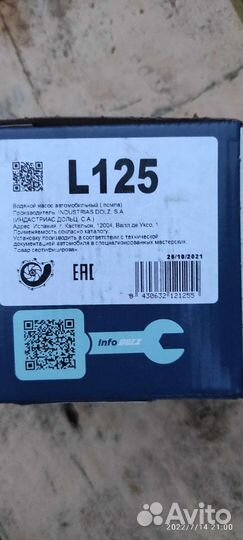 L125
Водяной насос автомобильный ( помпа)
Производитель: INDUSTRIAS DOLZ, S.A
(ИНДАСТРИАС ДОЛЬЦ, С.А.)
Адрес: Испания, г. Кастельон, 12004, Валл де Уксо, 1
Применяемость согласно каталогу.
Установку производить в соответствии с технической
документацией автомобиля в специализированных мастерских.
Товар сертифицирован.
28/10/2021
EAC
8 430632 121255
info DOLZ
Avito
2022/7/14 21:00